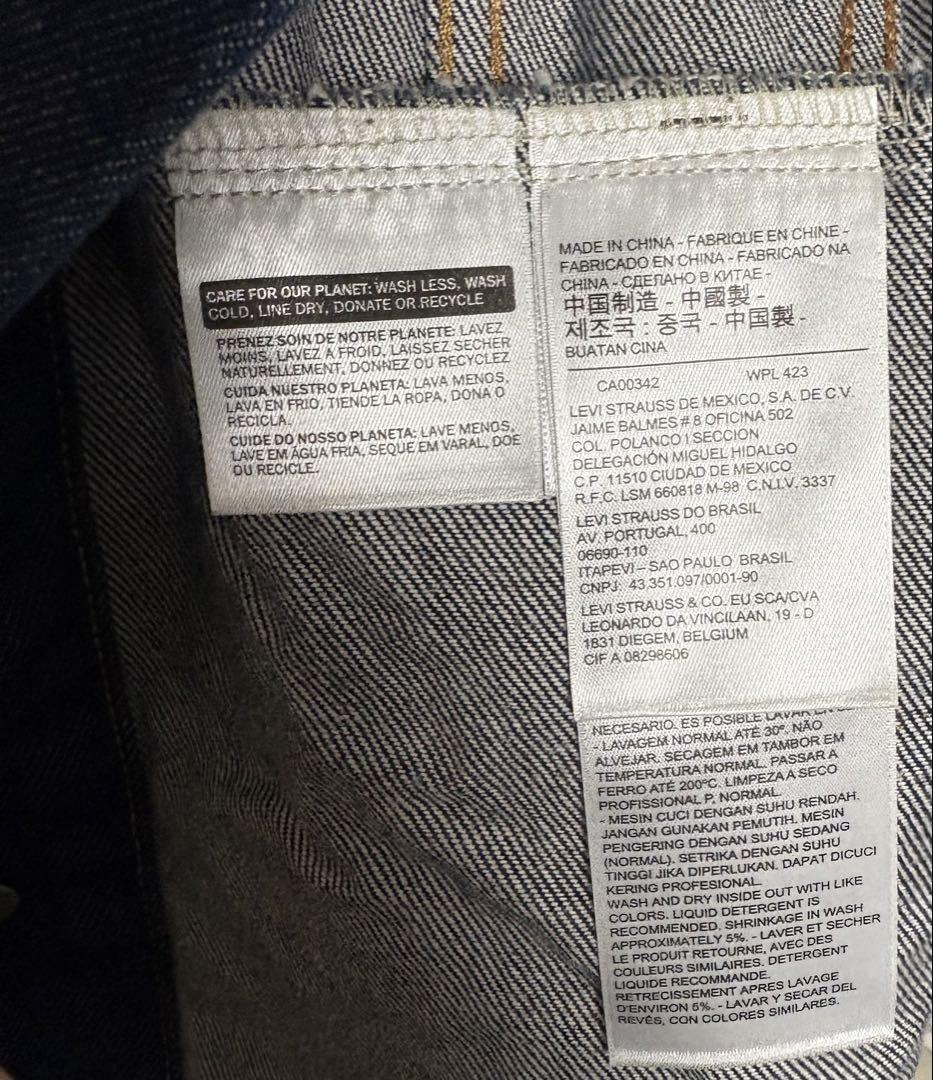 CARE FOR OUR PLANET: WASH LESS, WASH
COLD, LINE DRY, DONATE OR RECYCLE
PRENEZ SOIN DE NOTRE PLANETE: LAVEZ
MOINS, LAVEZ A FROID, LAISSEZ SECHER
NATURELLEMENT, DONNEZ OU RECYCLEZ
CUIDA NUESTRO PLANETA: LAVA MENOS,
LAVA EN FRIO, TIENDE LA ROPA, DONA O
RECICLA.
CUIDE DO NOSSO PLANETA: LAVE MENOS,
LAVE EM ÁGUA FRIA, SEQUE EM VARAL, DOE
OU RECICLE.
MADE IN CHINA - FABRIQUE EN CHINE -
FABRICADO EN CHINA - FABRICADO NA
CHINA - СДЕЛАНО В КИТАЕ -
中国制造 - 中國製 -
제조국 : 중국 - 中国製 -
BUATAN CINA
CA00342 WPL 423
LEVI STRAUSS DE MEXICO, S.A. DE C.V.
JAIME BALMES # 8 OFICINA 502
COL. POLANCO I SECCION
DELEGACIÓN MIGUEL HIDALGO
C.P. 11510 CIUDAD DE MEXICO
R.F.C. LSM 660818 M-98 C.N.I.V. 3337
LEVI STRAUSS DO BRASIL
AV. PORTUGAL, 400
06690-110
ITAPEVI – SAO PAULO BRASIL
CNPJ: 43.351.097/0001-90
LEVI STRAUSS & CO. EU SCA/CVA
LEONARDO DA VINCILAAN, 19 - D
1831 DIEGEM, BELGIUM
CIF A 08298606
NECESARIO. ES POSIBLE LAVAR EN
- LAVAGEM NORMAL ATÉ 30°. NÃO
ALVEJAR. SECAGEM EM TAMBOR EM
TEMPERATURA NORMAL. PASSAR A
FERRO ATÉ 200ºC. LIMPEZA A SECO
PROFISSIONAL P, NORMAL.
- MESIN CUCI DENGAN SUHU RENDAH.
JANGAN GUNAKAN PEMUTIH. MESIN
PENGERING DENGAN SUHU SEDANG
(NORMAL). SETRIKA DENGAN SUHU
TINGGI JIKA DIPERLUKAN. DAPAT DICUCI
KERING PROFESIONAL.
WASH AND DRY INSIDE OUT WITH LIKE
COLORS. LIQUID DETERGENT IS
RECOMMENDED. SHRINKAGE IN WASH
APPROXIMATELY 5%. - LAVER ET SECHER
LE PRODUIT RETOURNE, AVEC DES
COULEURS SIMILAIRES. DETERGENT
LIQUIDE RECOMMANDE.
RETRECISSEMENT APRES LAVAGE
D'ENVIRON 5%. - LAVAR Y SECAR DEL
REVÉS, CON COLORES SIMILARES.